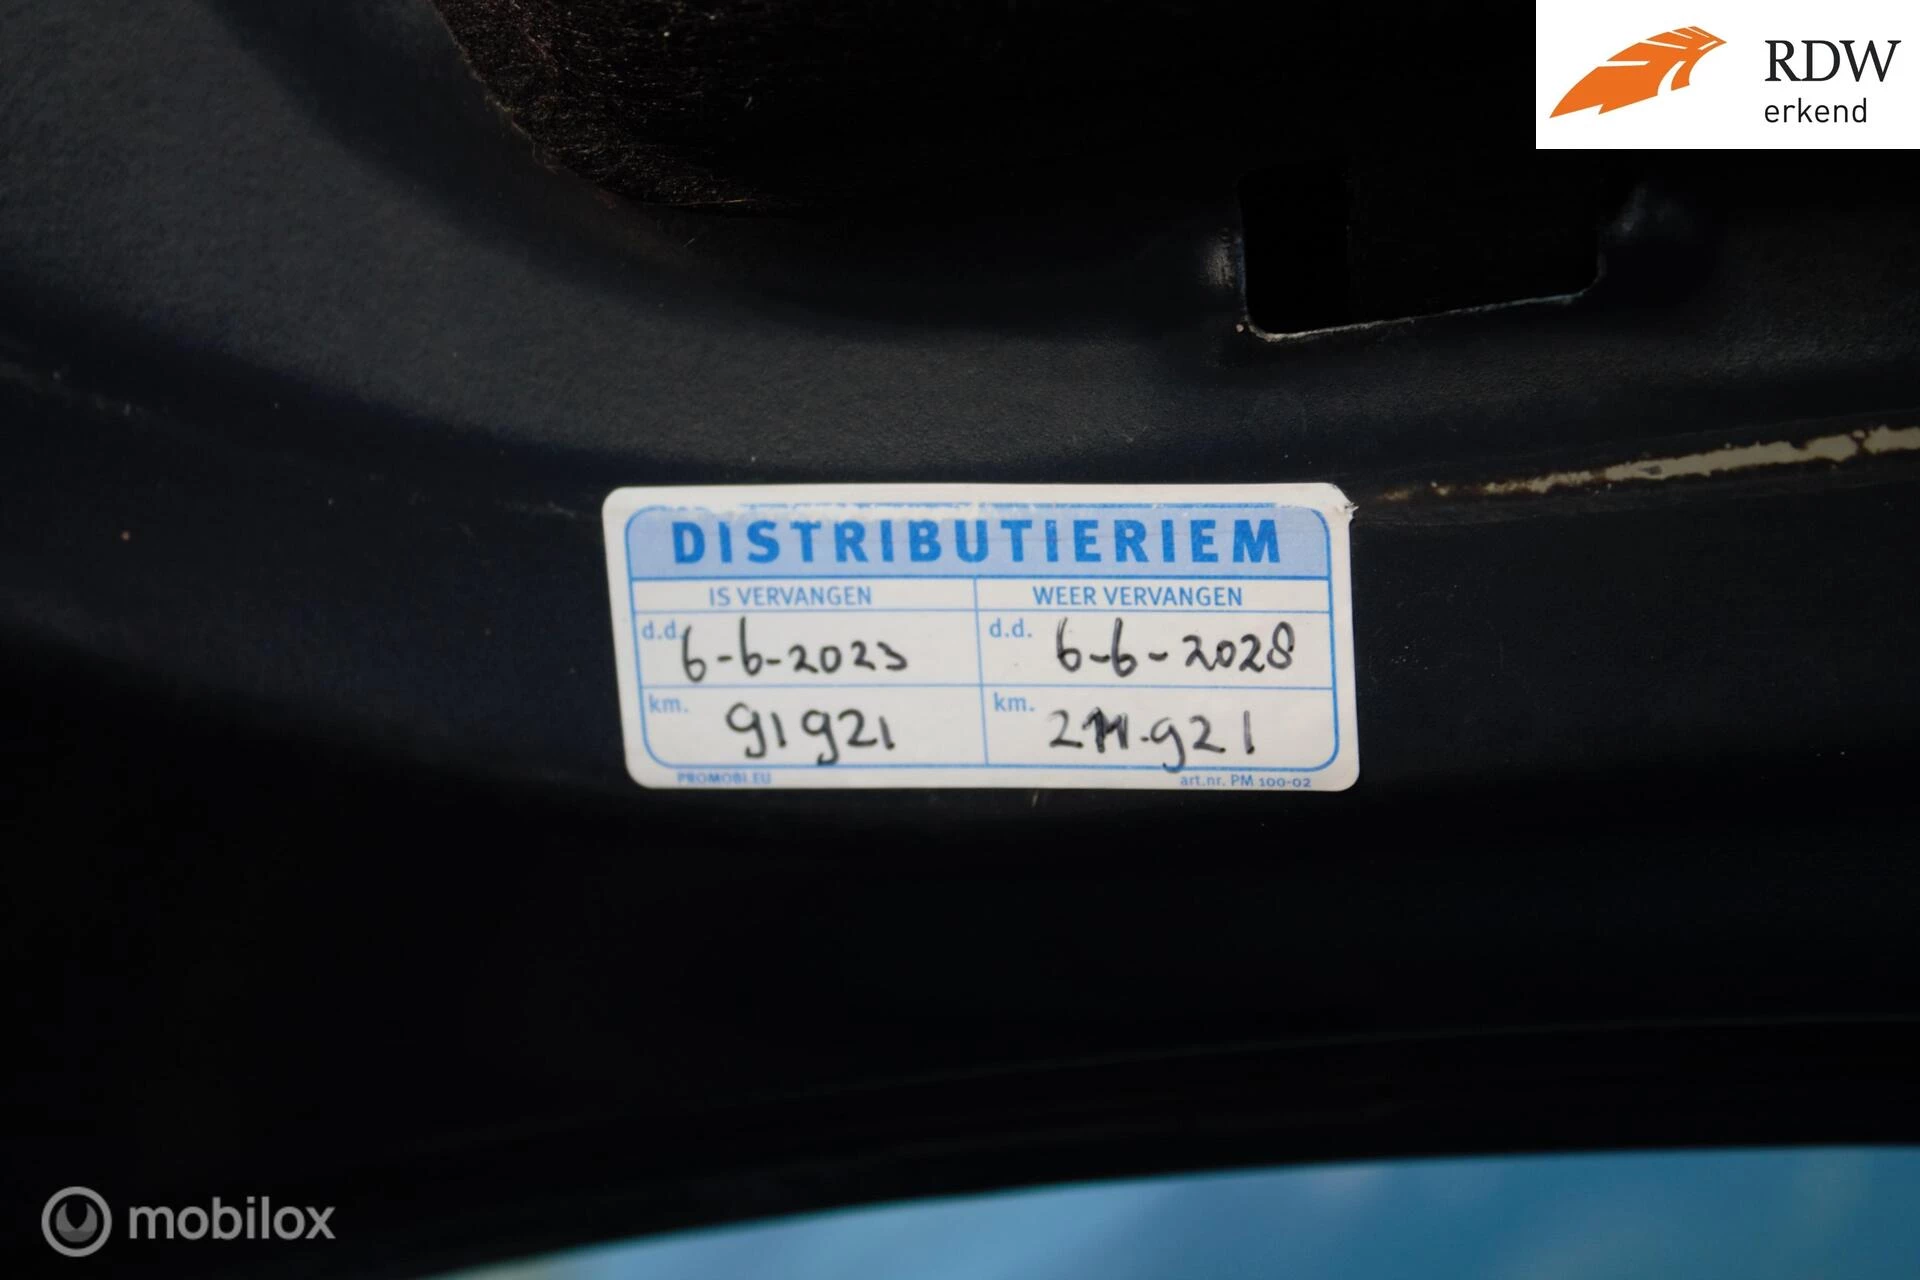 RDW
erkend
DISTRIBUTIERIEM
IS VERVANGEN WEER VERVANGEN
d.d. 6-6-2023 d.d. 6-6-2028
km. 91921 km. 211.921
PROMOBI.EU art.nr. PM 100-02
mobilox